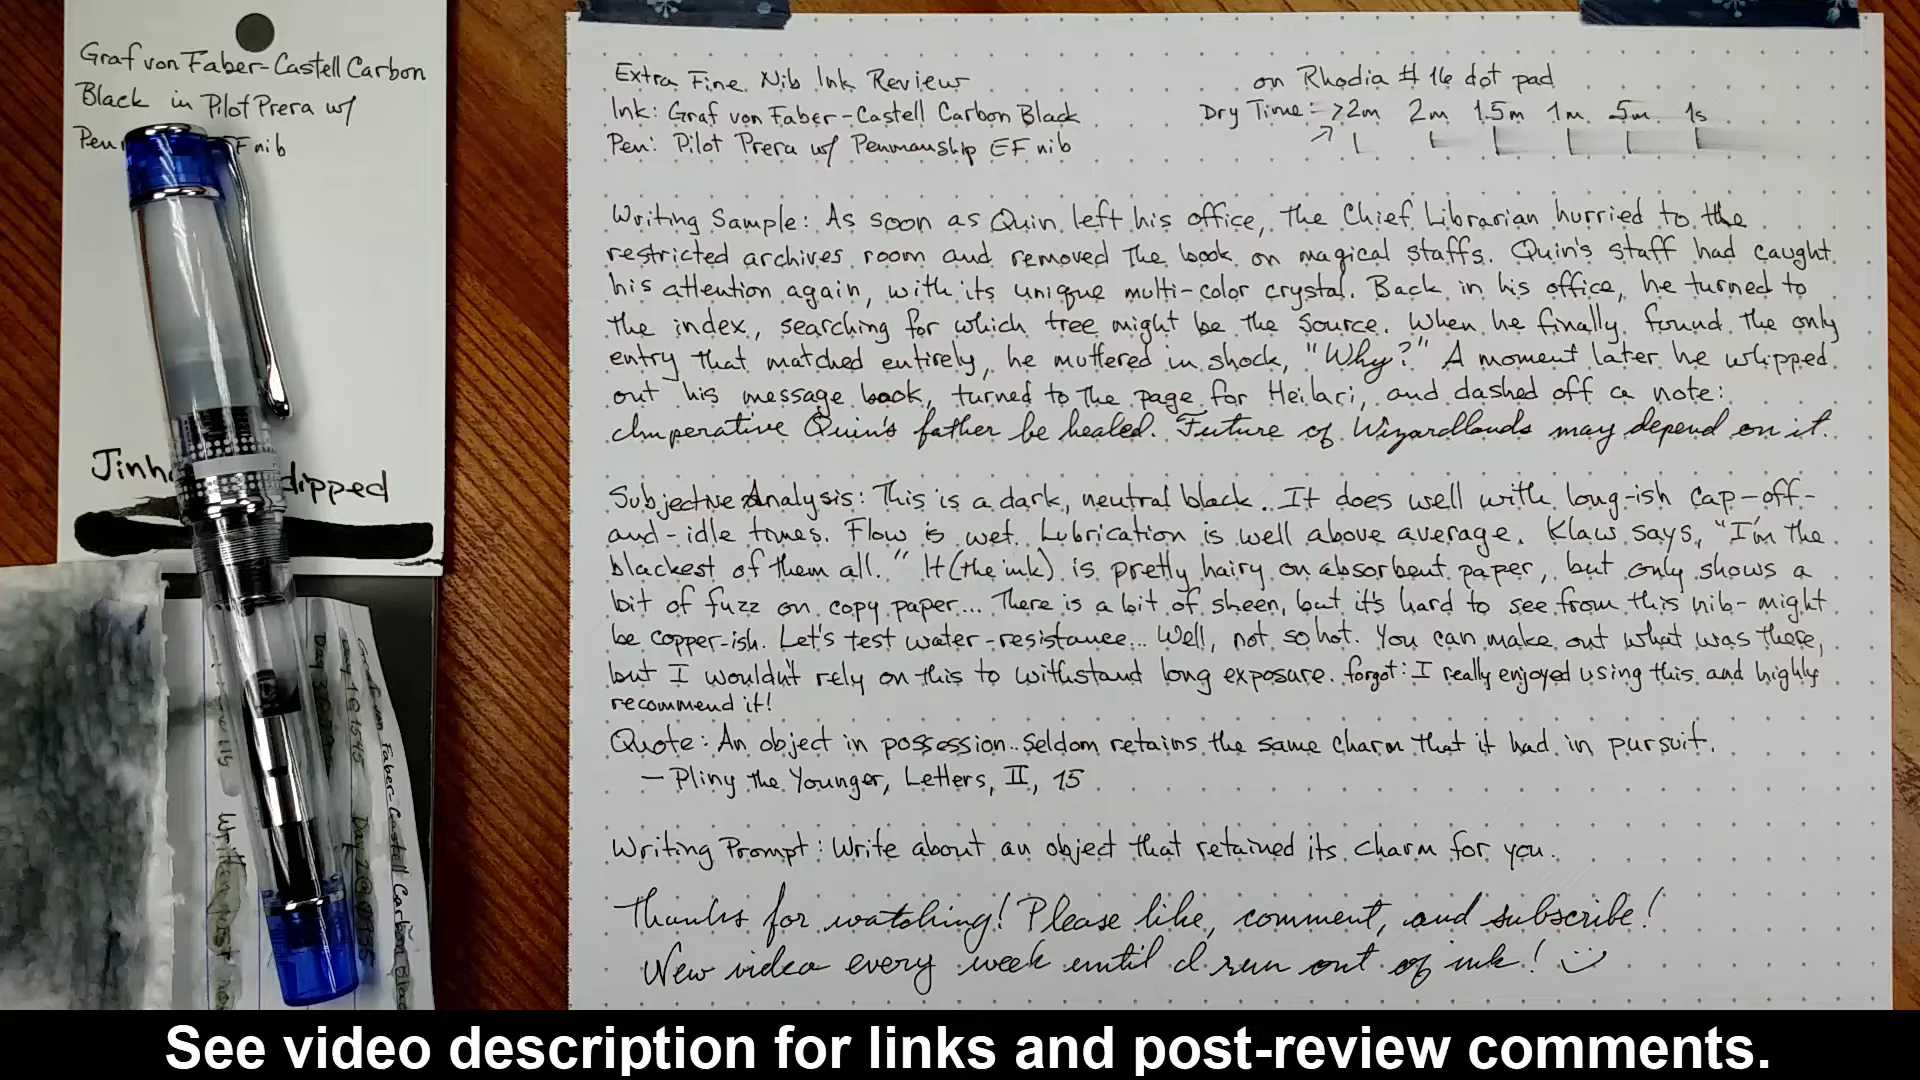 Graf von Faber-Castell Carbon
Black in Pilot Prera w/
Pen EF nib
Jinh dipped
Extra Fine Nib Ink Review
Ink: Graf von Faber-Castell Carbon Black
Pen: Pilot Prera w/ Penmanship EF nib
on Rhodia #16 dot pad
Dry Time: >2m 2m 1.5m 1m .5m 1s
Writing Sample: As soon as Quin left his office, the Chief Librarian hurried to the
restricted archives room and removed the book on magical staffs. Quin's staff had caught
his attention again, with its unique multi-color crystal. Back in his office, he turned to
the index, searching for which tree might be the source. When he finally found the only
entry that matched entirely, he muttered in shock, "Why?" A moment later he whipped
out his message book, turned to the page for Heilari, and dashed off a note:
Imperative Quin's father be healed. Future of Wizardlands may depend on it.
Subjective Analysis: This is a dark, neutral black. It does well with long-ish cap-off-
and-idle times. Flow is wet. Lubrication is well above average. Klaw says, "I'm the
blackest of them all." It (the ink) is pretty hairy on absorbent paper, but only shows a
bit of fuzz on copy paper... There is a bit of sheen, but it's hard to see from this nib- might
be copper-ish. Let's test water-resistance... Well, not so hot. You can make out what was there,
but I wouldn't rely on this to withstand long exposure. forgot: I really enjoyed using this and highly
recommend it!
Quote: An object in possession.. seldom retains the same charm that it had in pursuit.
— Pliny the Younger, Letters, II, 15
Writing Prompt: Write about an object that retained its charm for you.
Thanks for watching! Please like, comment, and subscribe!
New video every week until I run out of ink!
Graf von Faber-Castell Carbon Black
See video description for links and post-review comments.